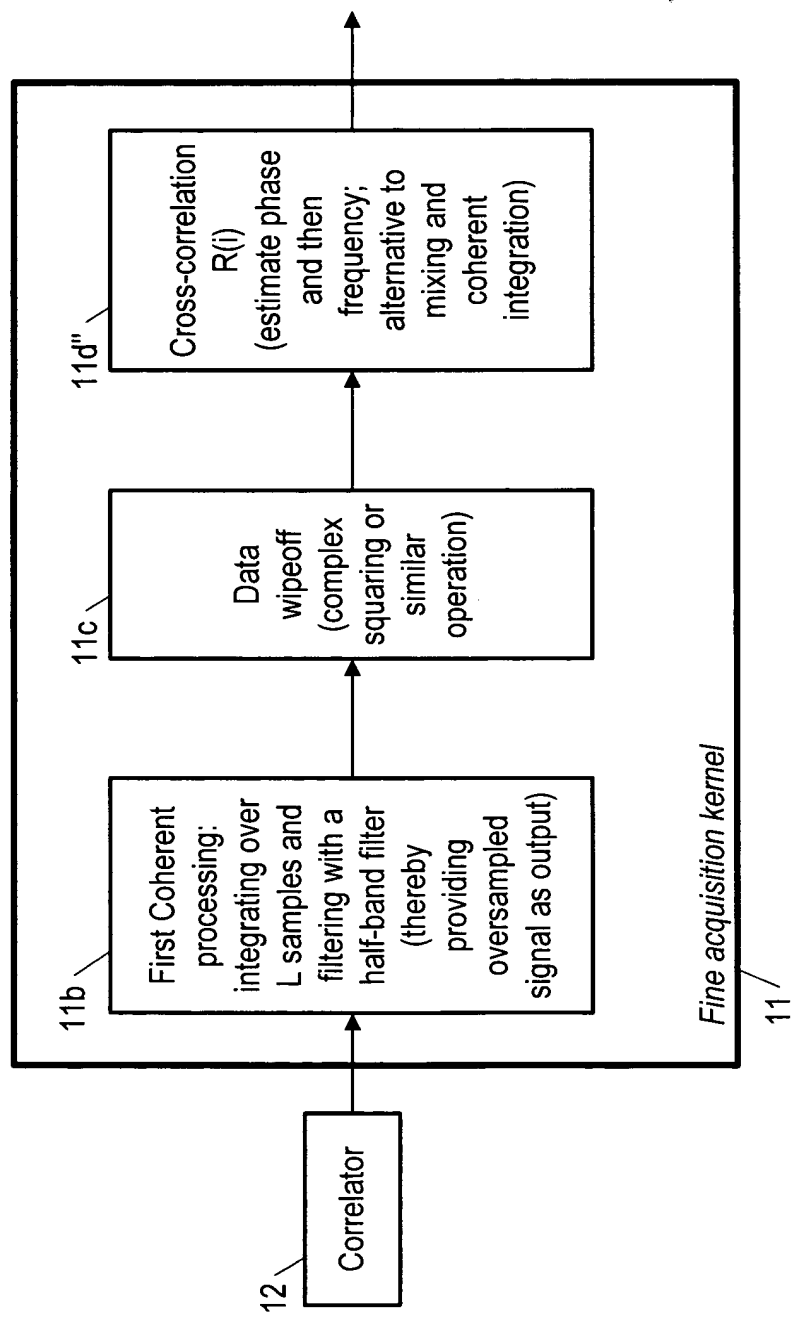 12
Correlator
11b
First Coherent
processing:
integrating over
L samples and
filtering with a
half-band filter
(thereby
providing
oversampled
signal as output)
11c
Data
wipeoff
(complex
squaring or
similar
operation)
11d"
Cross-correlation
R(i)
(estimate phase
and then
frequency;
alternative to
mixing and
coherent
integration)
Fine acquisition kernel
11